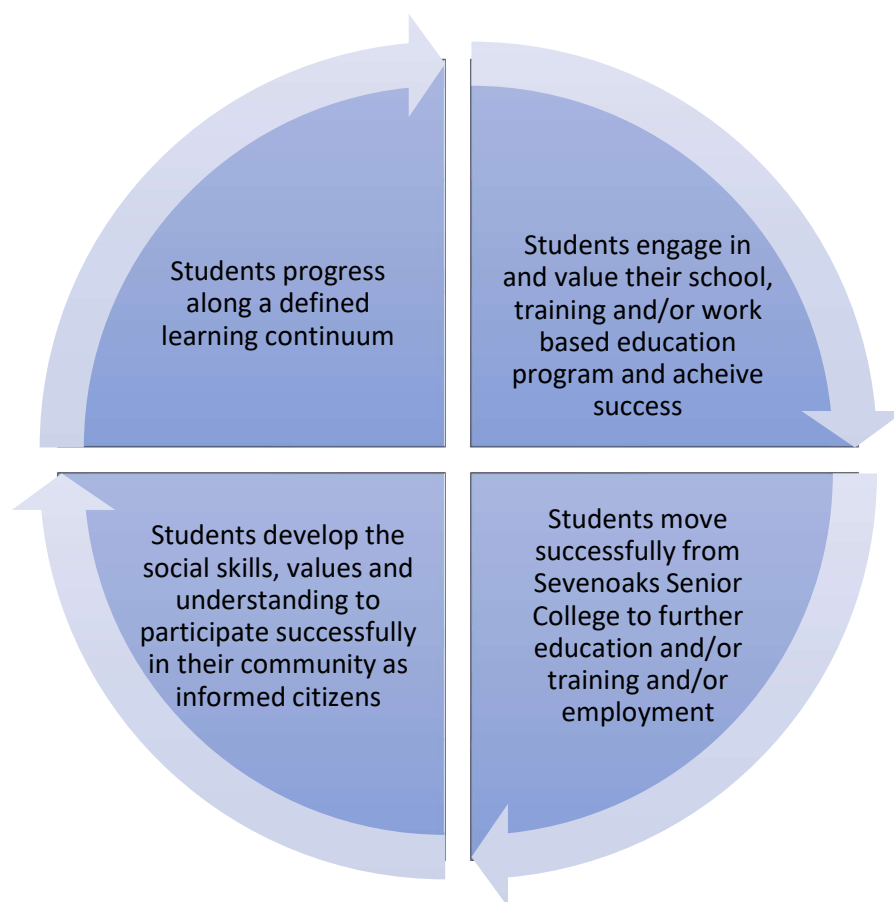 Students progress
along a defined
learning continuum
Students engage in
and value their school,
training and/or work
based education
program and acheive
success
Students develop the
social skills, values and
understanding to
participate successfully
in their community as
informed citizens
Students move
successfully from
Sevenoaks Senior
College to further
education and/or
training and/or
employment